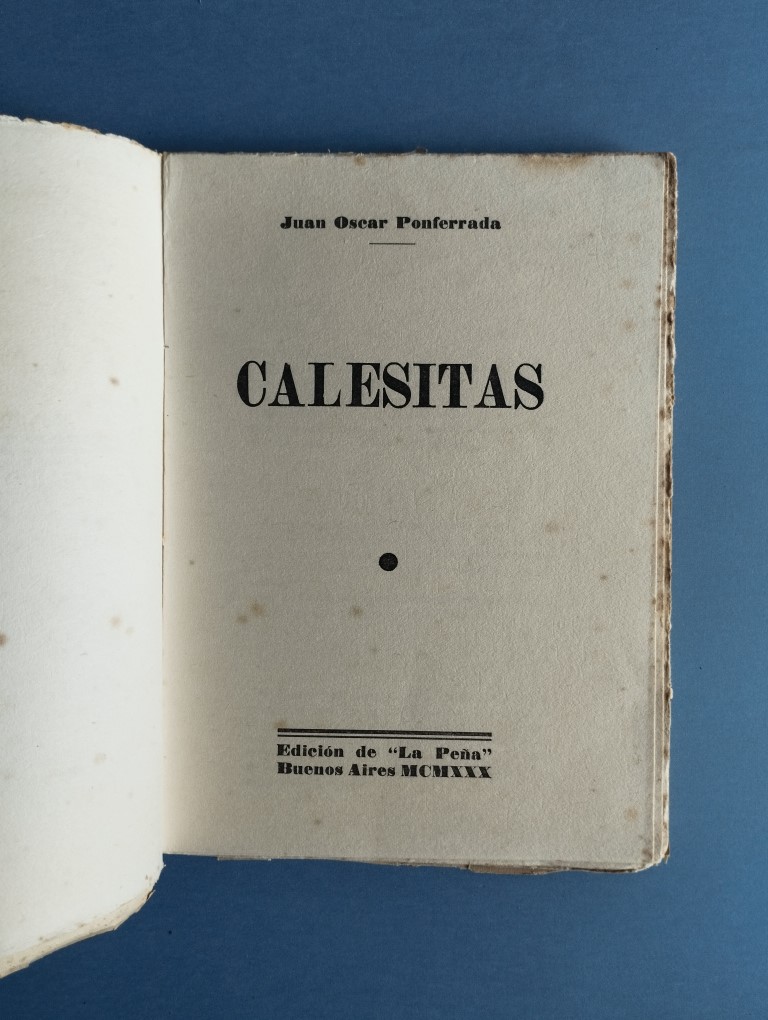 Juan Oscar Ponferrada
CALESITAS
Edición de "La Peña"
Buenos Aires MCMXXX